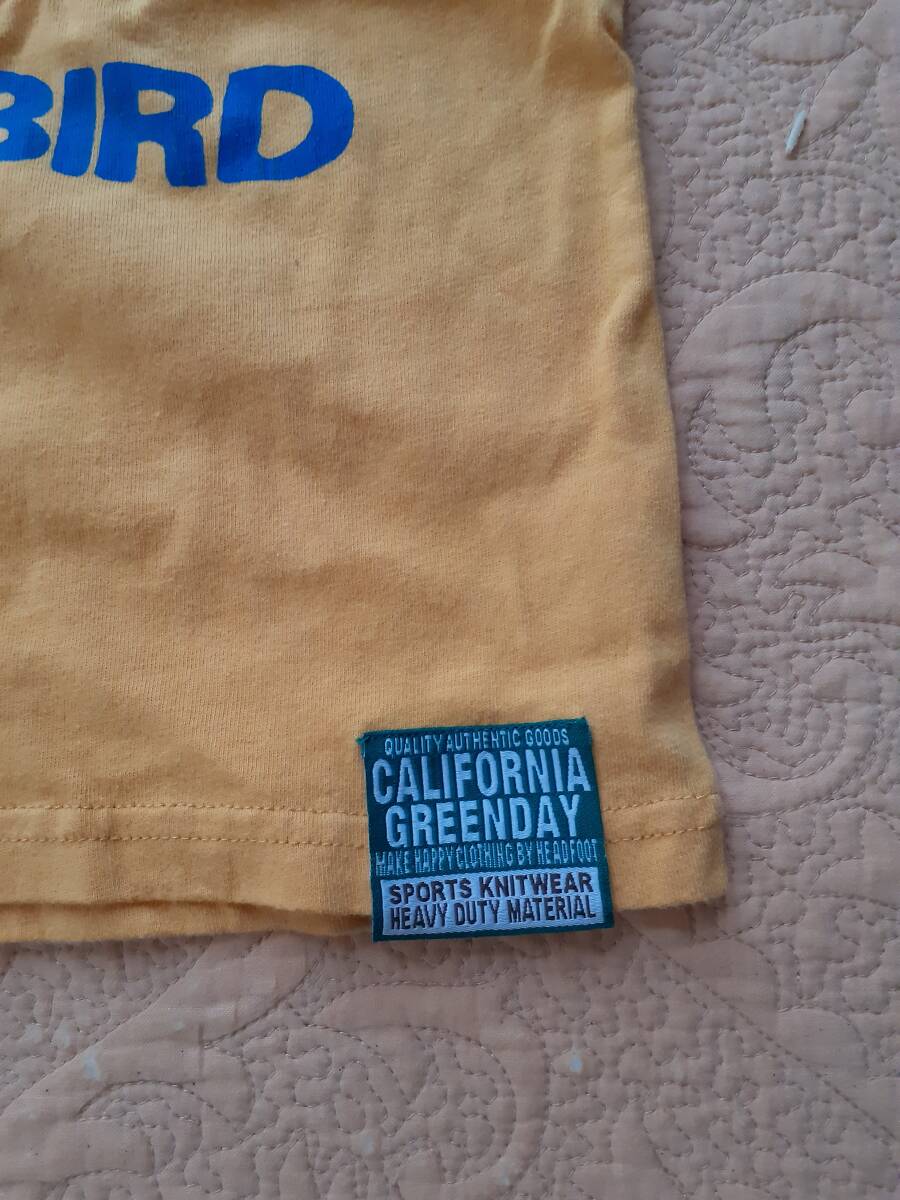 BIRD
QUALITY AUTHENTIC GOODS
CALIFORNIA
GREENDAY
MAKE HAPPY CLOTHING BY HEADFOOT
SPORTS KNITWEAR
HEAVY DUTY MATERIAL